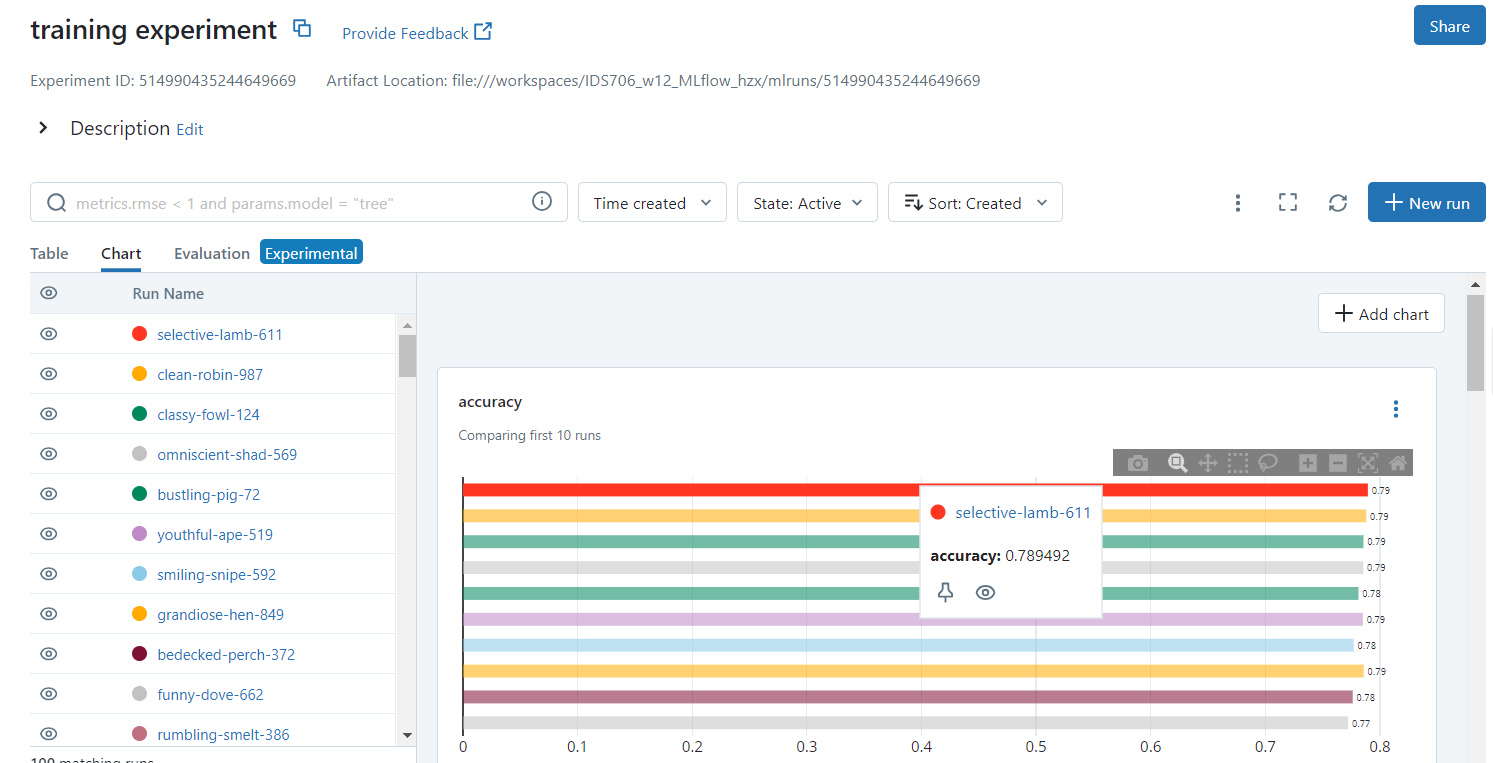 training experiment Provide Feedback Share
Experiment ID: 514990435244649669 Artifact Location: file:///workspaces/IDS706_w12_MLflow_hzx/mlruns/514990435244649669
Description Edit
metrics.rmse < 1 and params.model = "tree" Time created State: Active Sort: Created New run
Table Chart Evaluation Experimental
Run Name
selective-lamb-611
clean-robin-987
classy-fowl-124
omniscient-shad-569
bustling-pig-72
youthful-ape-519
smiling-snipe-592
grandiose-hen-849
bedecked-perch-372
funny-dove-662
rumbling-smelt-386
100 matching runs
Add chart
accuracy
Comparing first 10 runs
0.79
0.79
0.79
0.79
0.78
0.79
0.78
0.79
0.78
0.77
selective-lamb-611
accuracy: 0.789492
0 0.1 0.2 0.3 0.4 0.5 0.6 0.7 0.8